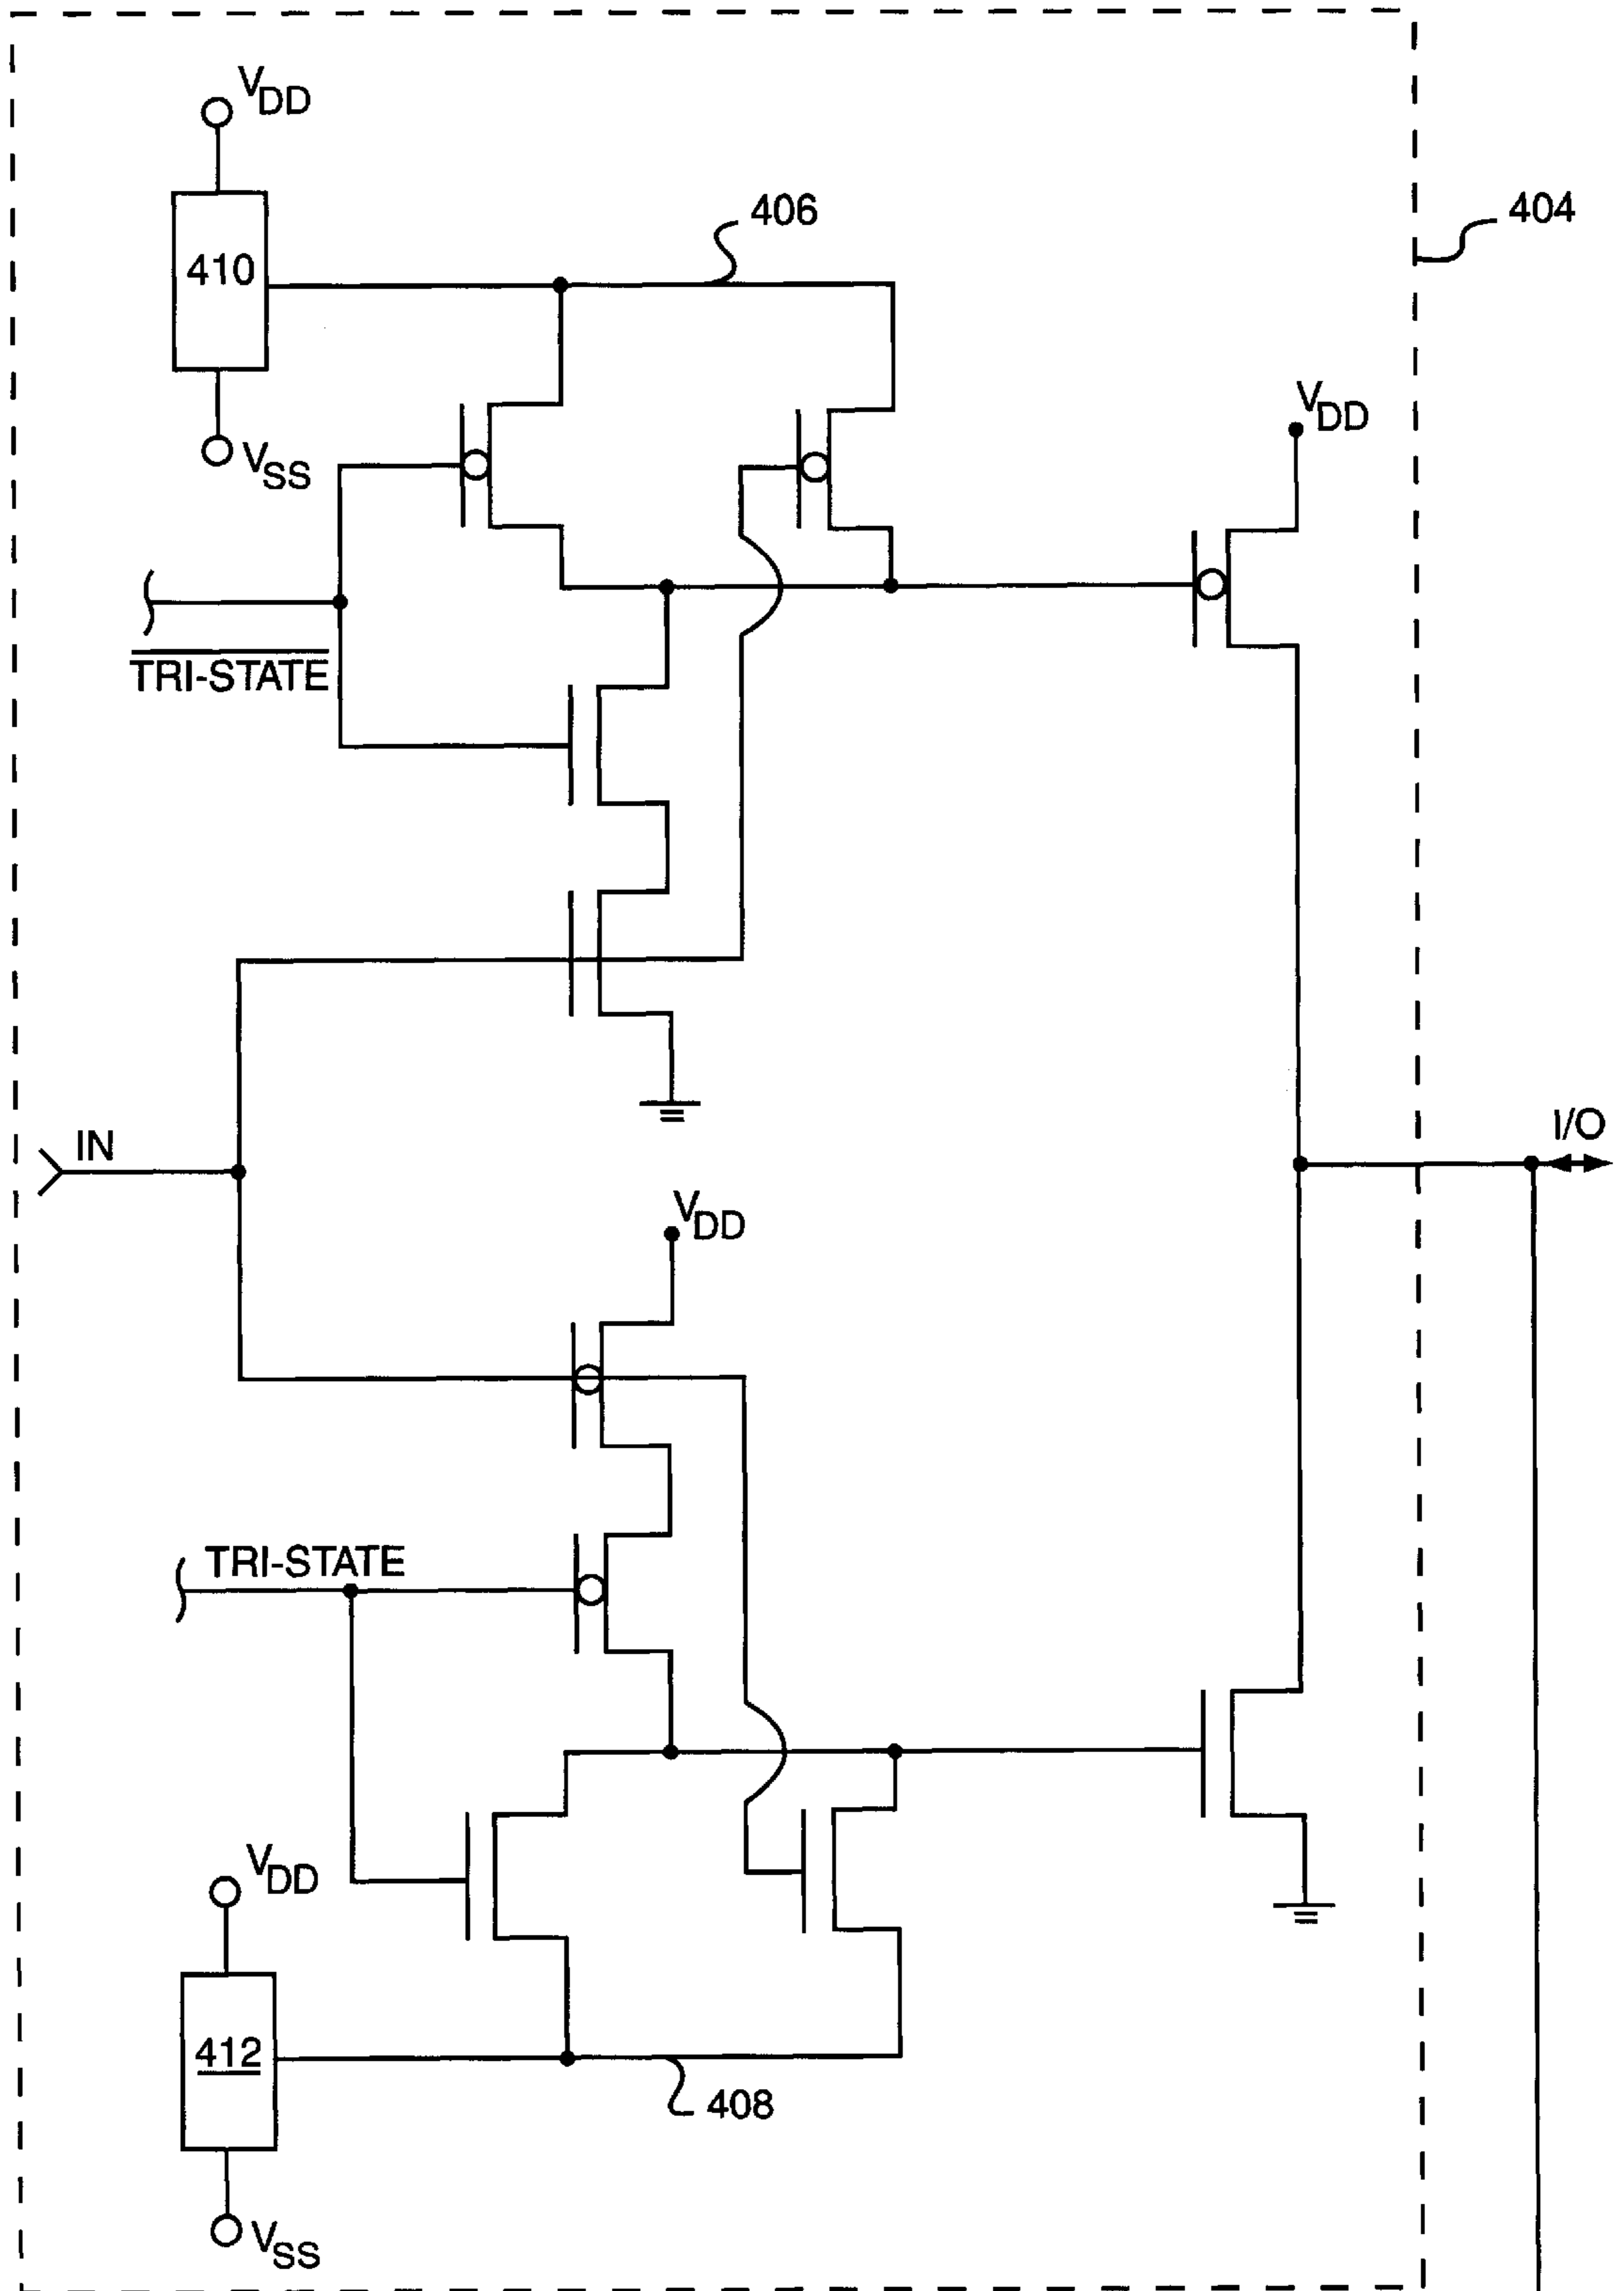 VDD
406
404
410
VDD
VSS
TRI-STATE
I/O
IN
VDD
TRI-STATE
VDD
412
408
VSS